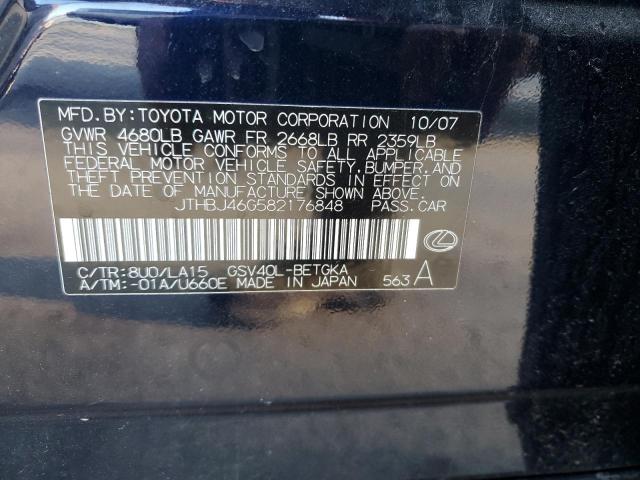 MFD.BY:TOYOTA MOTOR CORPORATION 10/07
GVWR 4680LB GAWR FR 2668LB RR 2359LB
THIS VEHICLE CONFORMS TO ALL APPLICABLE
FEDERAL MOTOR VEHICLE SAFETY,BUMPER,AND
THEFT PREVENTION STANDARDS IN EFFECT ON
THE DATE OF MANUFACTURE SHOWN ABOVE.
JTHBJ46G582176848 PASS.CAR
C/TR:8U0/LA15 GSV40L-BETGKA
A/TM:-01A/U660E MADE IN JAPAN 563 A